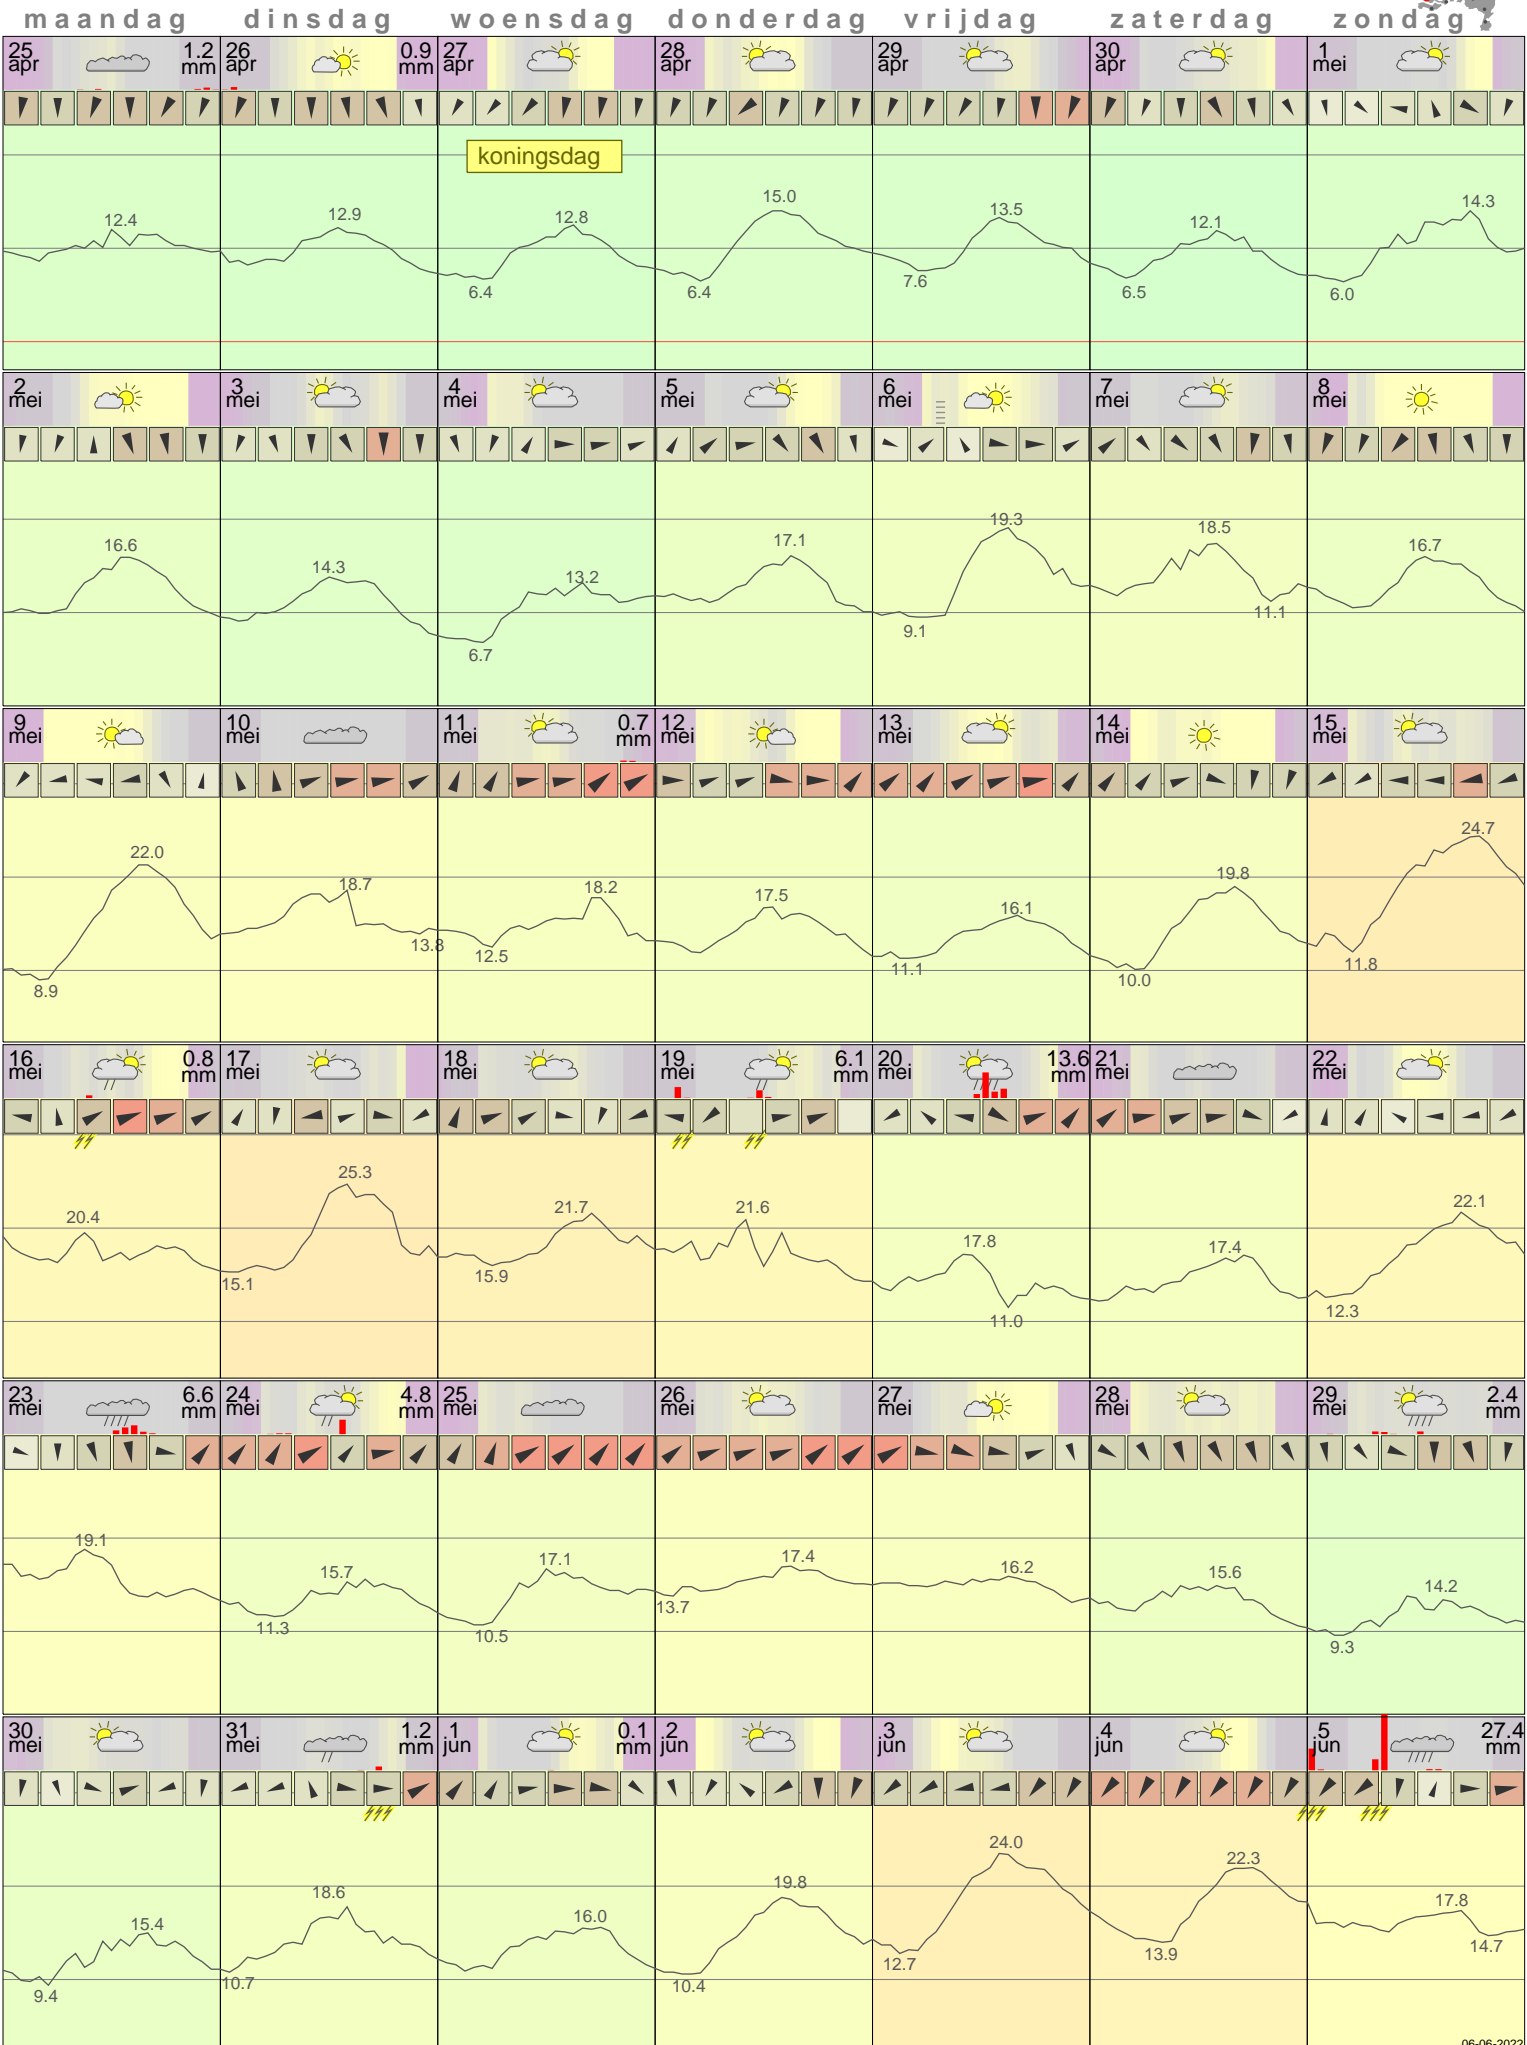 maandag dinsdag woensdag donderdag vrijdag zaterdag zondag
25 1.2 26 0.9 27 28 29 30 1
apr mm apr mm apr apr apr apr mei
koningsdag
12.4 12.9 12.8 15.0 13.5 12.1 14.3
6.4 6.4 7.6 6.5 6.0
2 3 4 5 6 7 8
mei mei mei mei mei mei mei
16.6 14.3 13.2 17.1 19.3 18.5 16.7
6.7 9.1 11.1
9 10 11 0.7 12 13 14 15
mei mei mei mm mei mei mei mei
22.0 18.7 18.2 17.5 16.1 19.8 24.7
8.9 13.8 12.5 11.1 10.0 11.8
16 0.8 17 18 19 6.1 20 13.6 21 22
mei mm mei mei mei mm mei mm mei mei
20.4 25.3 21.7 21.6 17.8 17.4 22.1
15.1 15.9 11.0 12.3
23 6.6 24 4.8 25 26 27 28 29 2.4
mei mm mei mm mei mei mei mei mei mm
19.1 15.7 17.1 17.4 16.2 15.6 14.2
11.3 10.5 13.7 9.3
30 31 1.2 1 0.1 2 3 4 5 27.4
mei mei mm jun mm jun jun jun jun mm
15.4 18.6 16.0 19.8 24.0 22.3 17.8
9.4 10.7 10.4 12.7 13.9 14.7
06-06-2022